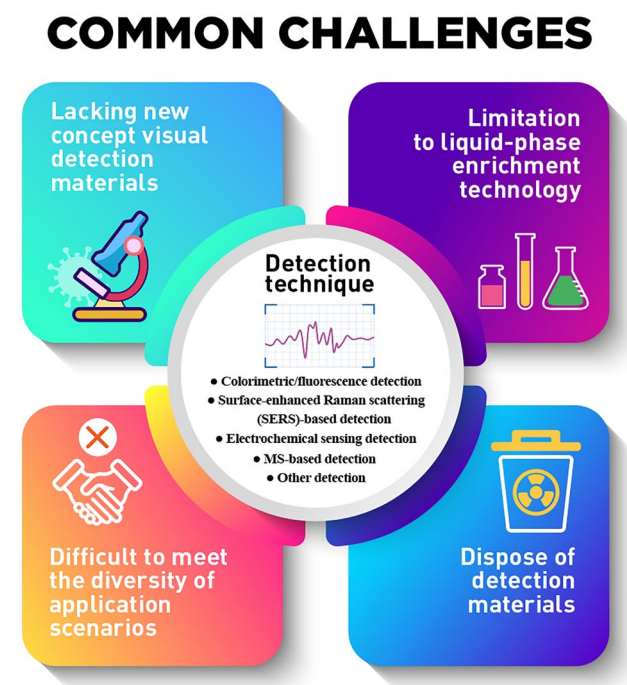 COMMON CHALLENGES
Lacking new
concept visual
detection
materials
Limitation
to liquid-phase
enrichment
technology
Detection
technique
● Colorimetric/fluorescence detection
● Surface-enhanced Raman scattering
(SERS)-based detection
● Electrochemical sensing detection
● MS-based detection
● Other detection
Difficult to meet
the diversity of
application
scenarios
Dispose of
detection
materials